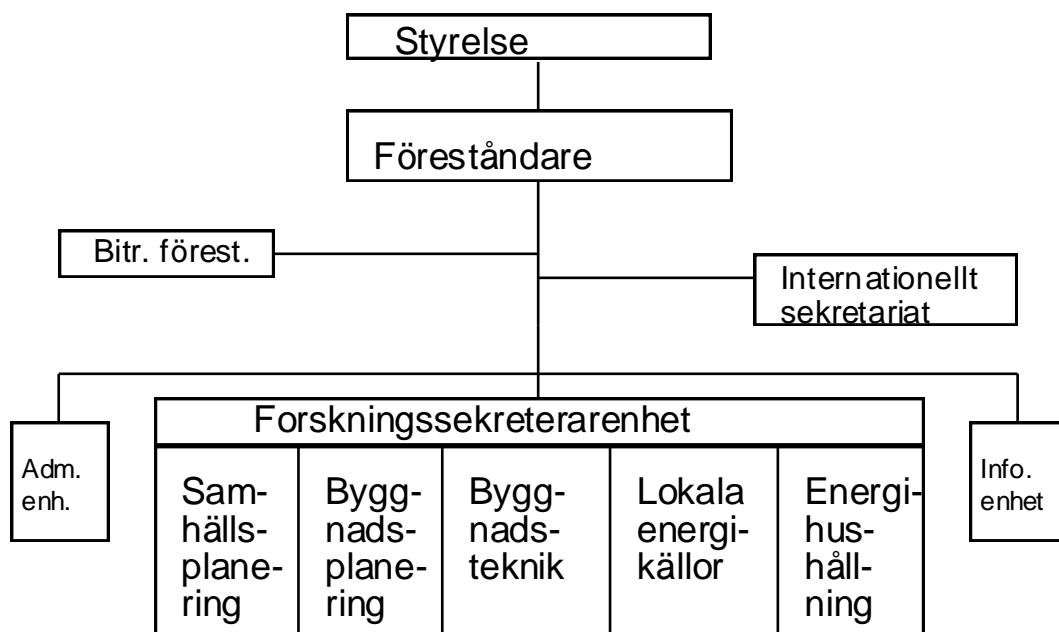 Styrelse
Föreståndare
Bitr. förest.
Internationellt
sekretariat
Forskningssekreterarenhet
Adm.
enh.
Sam-
hälls-
plane-
ring
Bygg-
nads-
plane-
ring
Bygg-
nads-
teknik
Lokala
energi-
källor
Energi-
hus-
håll-
ning
Info.
enhet